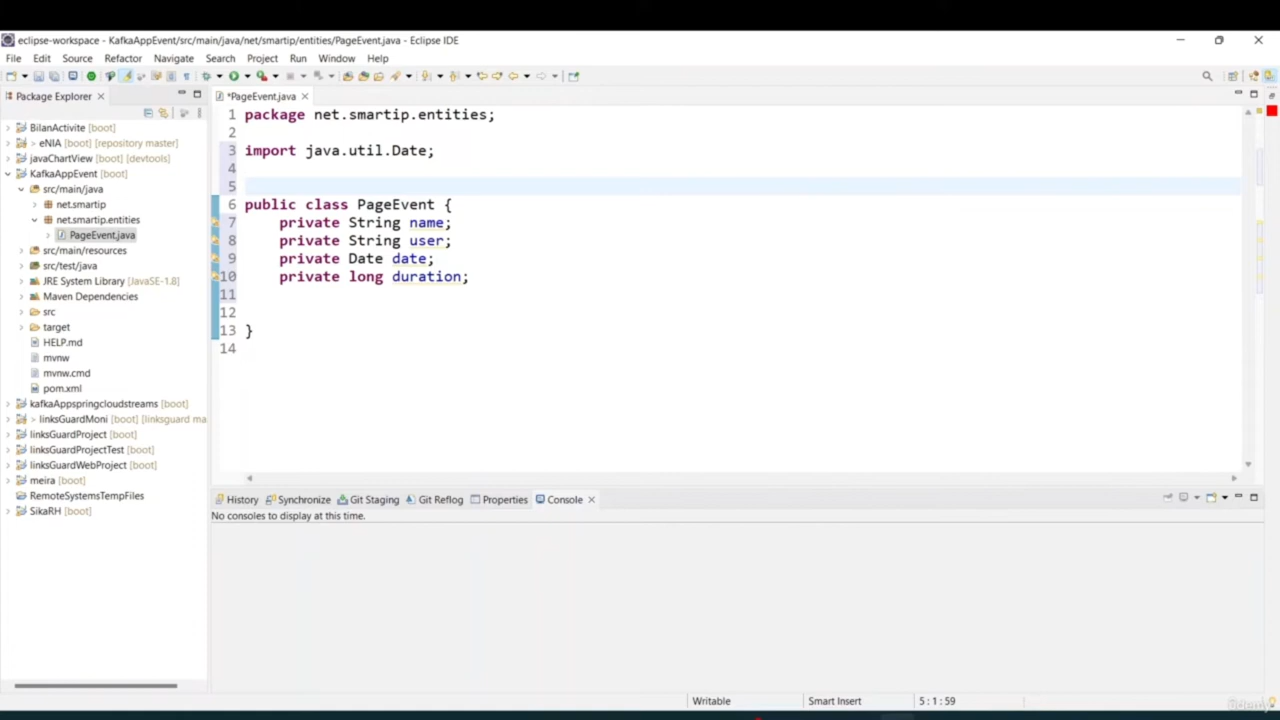 eclipse-workspace - KafkaAppEvent/src/main/java/net/smartip/entities/PageEvent.java - Eclipse IDE
File Edit Source Refactor Navigate Search Project Run Window Help
Package Explorer
BilanActivite [boot]
> eNIA [boot] [repository master]
javaChartView [boot] [devtools]
KafkaAppEvent [boot]
src/main/java
net.smartip
net.smartip.entities
PageEvent.java
src/main/resources
src/test/java
JRE System Library [JavaSE-1.8]
Maven Dependencies
src
target
HELP.md
mvnw
mvnw.cmd
pom.xml
kafkaAppspringcloudstreams [boot]
> linksGuardMoni [boot] [linksguard ma
linksGuardProject [boot]
linksGuardProjectTest [boot]
linksGuardWebProject [boot]
meira [boot]
RemoteSystemsTempFiles
SikaRH [boot]
*PageEvent.java
1 package net.smartip.entities;
2
3 import java.util.Date;
4
5
6 public class PageEvent {
7 private String name;
8 private String user;
9 private Date date;
10 private long duration;
11
12
13 }
14
History Synchronize Git Staging Git Reflog Properties Console
No consoles to display at this time.
Writable Smart Insert 5 : 1 : 59
ûdemy